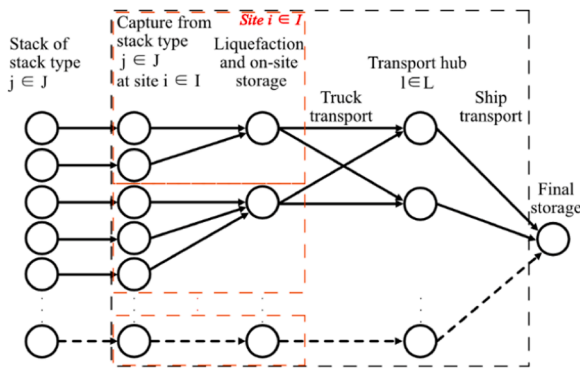 Stack of
stack type
j ∈ J
Capture from
stack type
j ∈ J
at site i ∈ I
Site i ∈ I
Liquefaction
and on-site
storage
Truck
transport
Transport hub
l∈L
Ship
transport
Final
storage